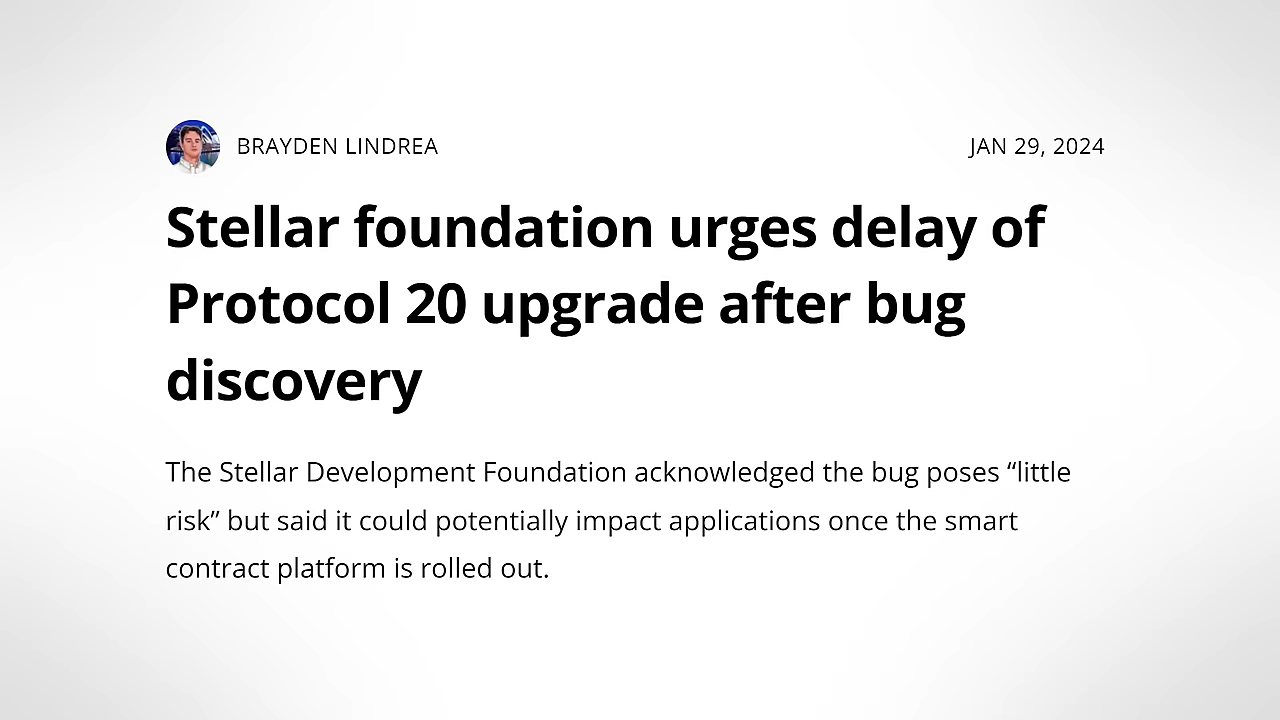 BRAYDEN LINDREA
JAN 29, 2024
Stellar foundation urges delay of
Protocol 20 upgrade after bug
discovery
The Stellar Development Foundation acknowledged the bug poses “little
risk” but said it could potentially impact applications once the smart
contract platform is rolled out.